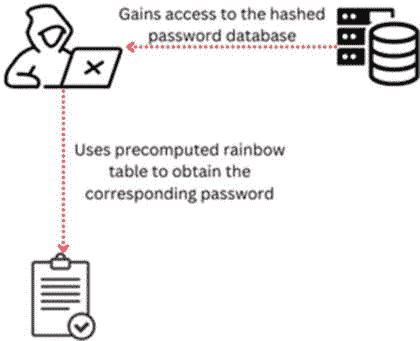 Gains access to the hashed
password database
Uses precomputed rainbow
table to obtain the
corresponding password